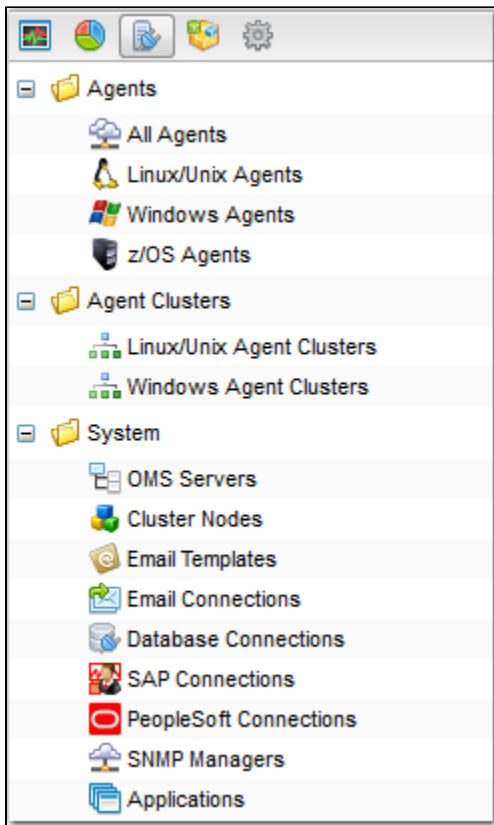 Agents
All Agents
Linux/Unix Agents
Windows Agents
z/OS Agents
Agent Clusters
Linux/Unix Agent Clusters
Windows Agent Clusters
System
OMS Servers
Cluster Nodes
Email Templates
Email Connections
Database Connections
SAP Connections
PeopleSoft Connections
SNMP Managers
Applications